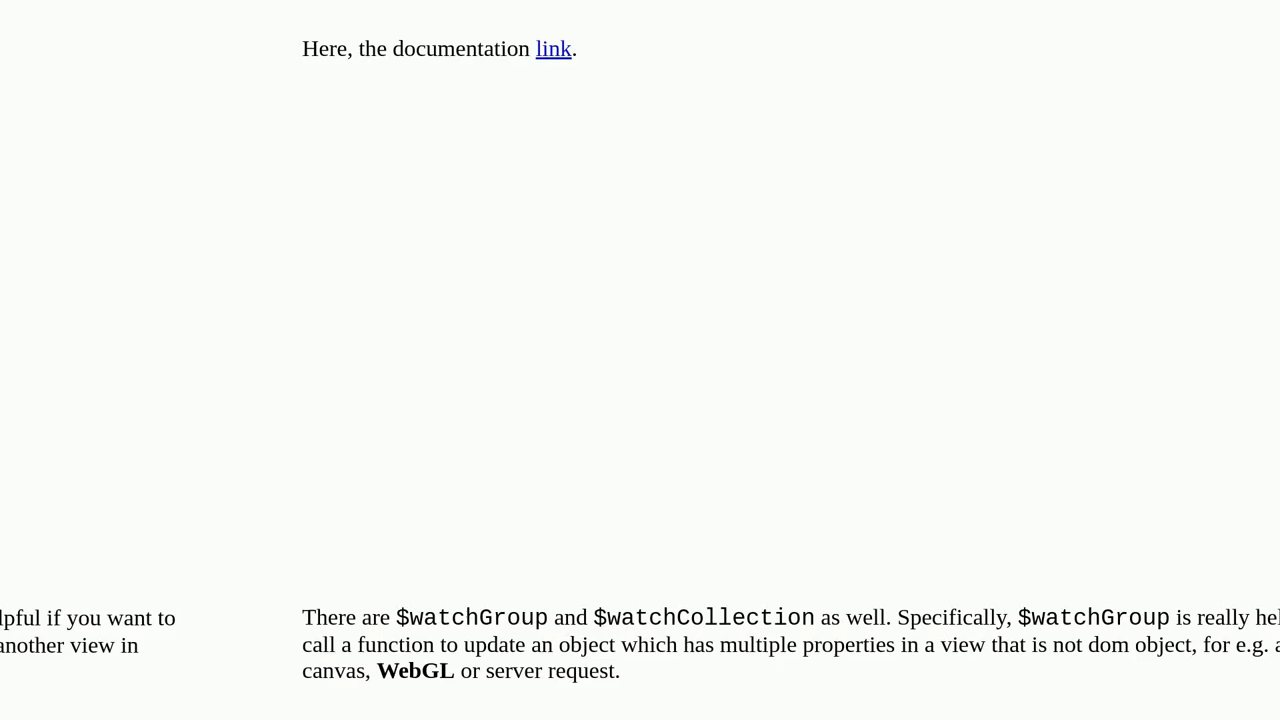 Here, the documentation link.
There are $watchGroup and $watchCollection as well. Specifically, $watchGroup is really
call a function to update an object which has multiple properties in a view that is not dom object, for e.g.
canvas, WebGL or server request.
if you want to
another view in